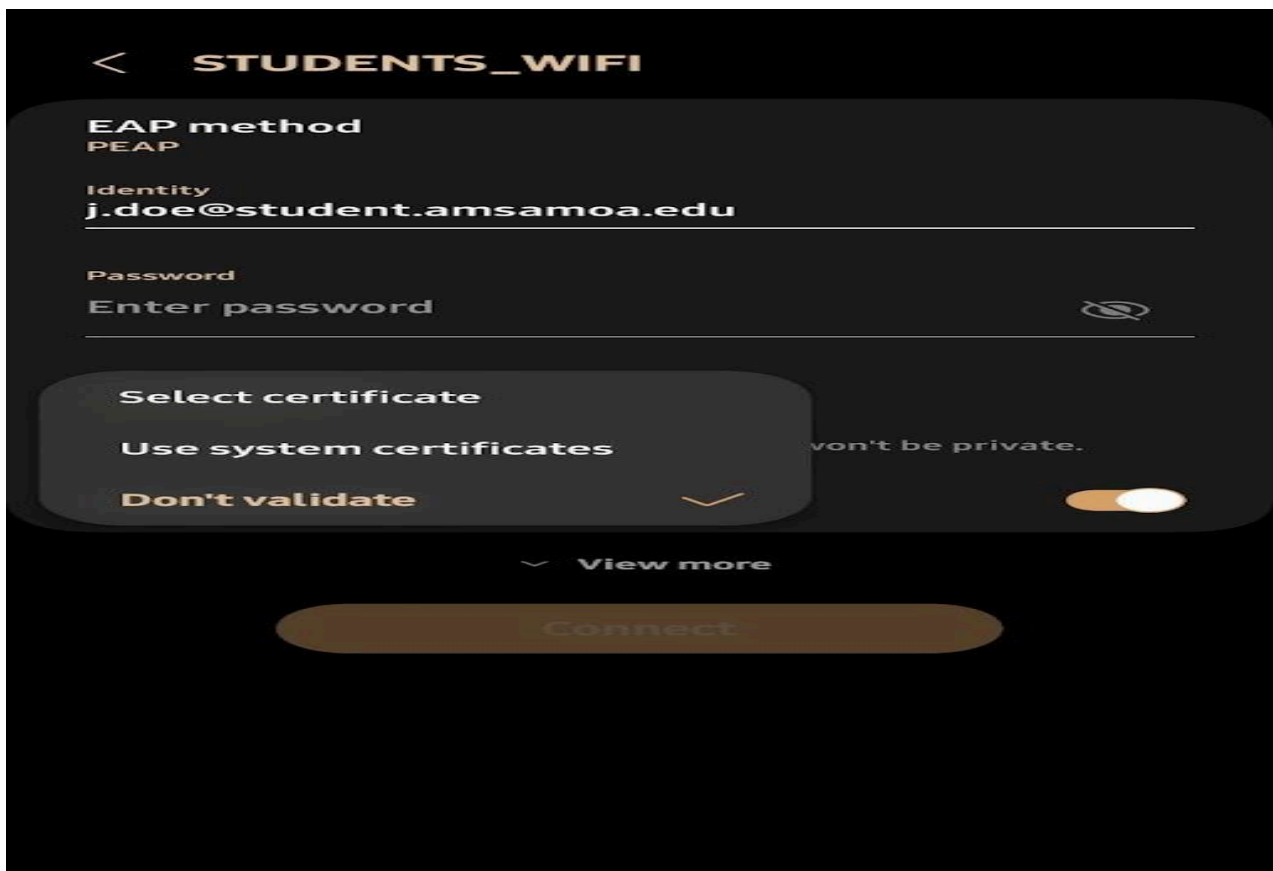 STUDENTS_WIFI
EAP method
PEAP
Identity
j.doe@student.amsamoa.edu
Password
Enter password
Select certificate
Use system certificates
won't be private.
Don't validate
View more
Connect